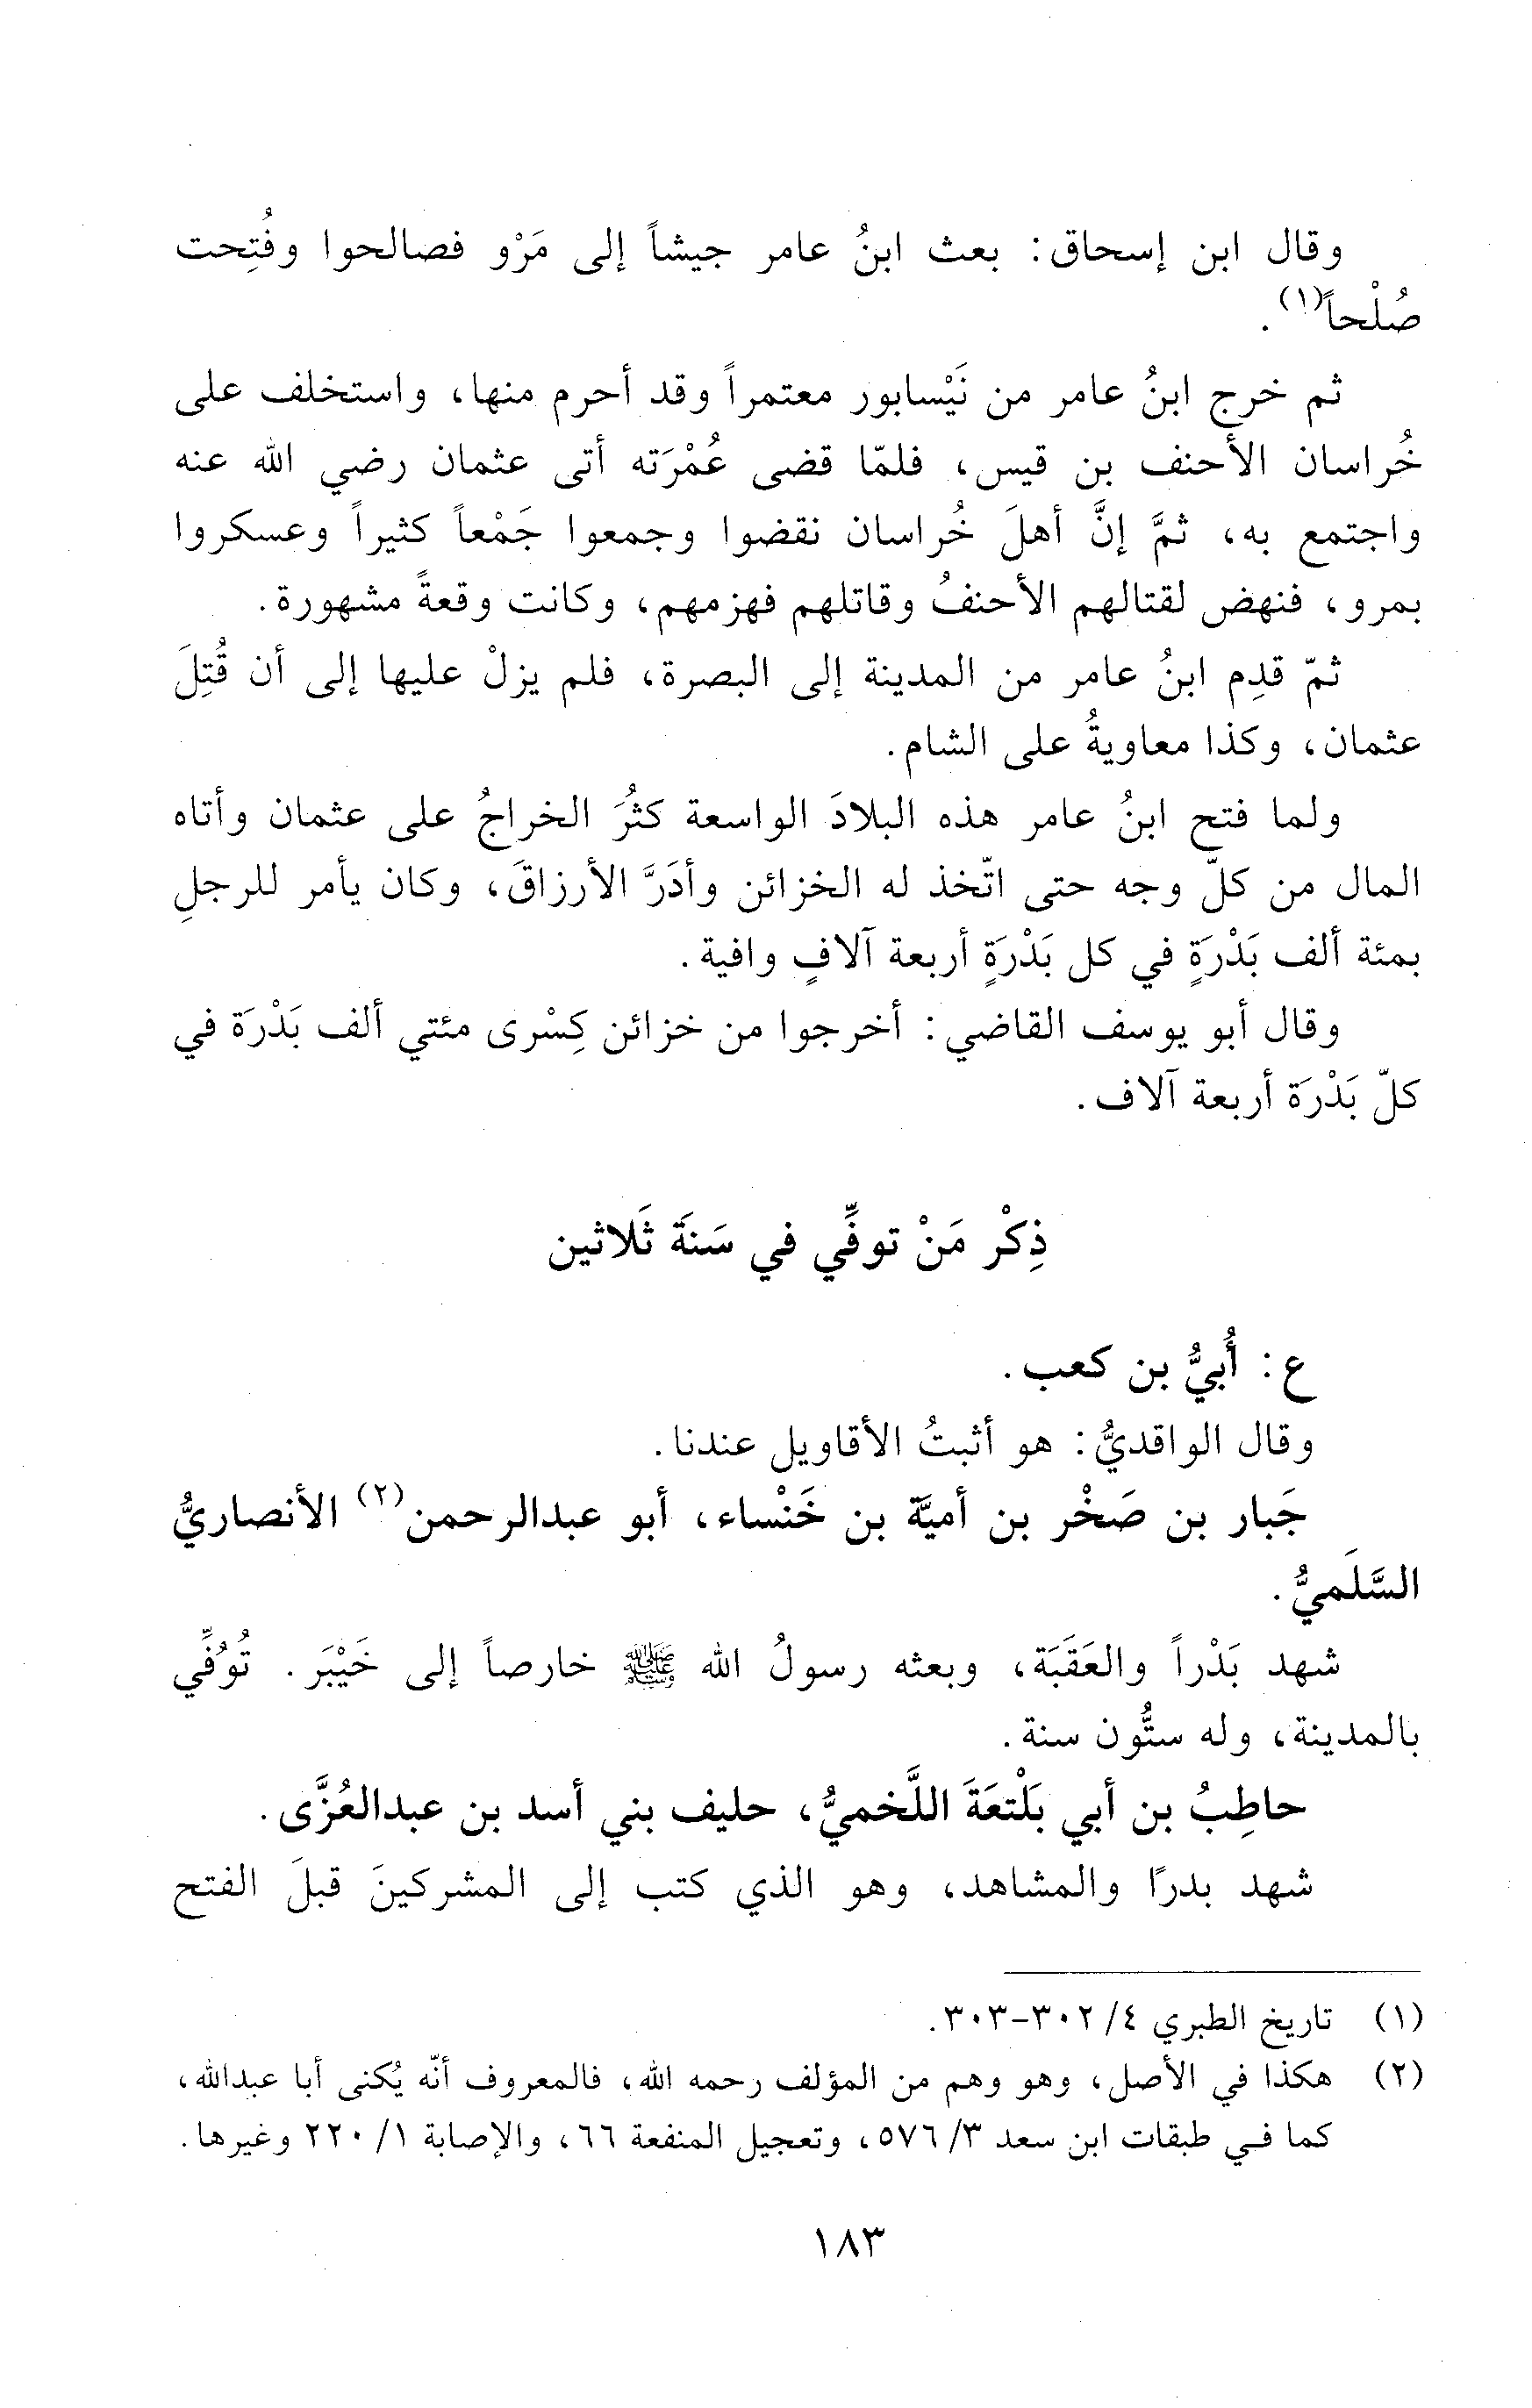 وقال ابن إسحاق: بعث ابنُ عامر جيشاً إلى مَرْو فصالحوا وفُتِحت
صُلْحاً(١).
ثم خرج ابنُ عامر من نَيْسابور معتمراً وقد أحرم منها، واستخلف على
خُراسان الأحنف بن قيس، فلمّا قضى عُمْرَته أتى عثمان رضي الله عنه
واجتمع به، ثمَّ إنَّ أهلَ خُراسان نقضوا وجمعوا جَمْعاً كثيراً وعسكروا
بمرو، فنهض لقتالهم الأحنفُ وقاتلهم فهزمهم، وكانت وقعةً مشهورة.
ثمّ قدِم ابنُ عامر من المدينة إلى البصرة، فلم يزلْ عليها إلى أن قُتِلَ
عثمان، وكذا معاويةُ على الشام.
ولما فتح ابنُ عامر هذه البلادَ الواسعة كثُرَ الخراجُ على عثمان وأتاه
المال من كلّ وجه حتى اتّخذ له الخزائن وأدَرَّ الأرزاقَ، وكان يأمر للرجلِ
بمئة ألف بَدْرَةٍ في كل بَدْرَةٍ أربعة آلافٍ وافية.
وقال أبو يوسف القاضي: أخرجوا من خزائن كِسْرى مئتي ألف بَدْرَة في
كلّ بَدْرَة أربعة آلاف.
ذِكْر مَنْ توفِّي في سَنَة ثَلاثين
ع: أُبيُّ بن كعب.
وقال الواقديُّ: هو أثبتُ الأقاويل عندنا.
جَبار بن صَخْر بن أميَّة بن خَنْساء، أبو عبدالرحمن(٢) الأنصاريُّ
السَّلَميُّ.
شهد بَدْراً والعَقَبَة، وبعثه رسولُ الله ﷺ خارصاً إلى خَيْبَر. تُوُفِّي
بالمدينة، وله ستُّون سنة.
حاطِبُ بن أبي بَلْتعَةَ اللَّخميُّ، حليف بني أسد بن عبدالعُزَّى.
شهد بدرًا والمشاهد، وهو الذي كتب إلى المشركينَ قبلَ الفتح
(١) تاريخ الطبري ٤/ ٣٠٢-٣٠٣.
(٢) هكذا في الأصل، وهو وهم من المؤلف رحمه الله، فالمعروف أنّه يُكنى أبا عبدالله،
كما في طبقات ابن سعد ٣/ ٥٧٦، وتعجيل المنفعة ٦٦، والإصابة ١/ ٢٢٠ وغيرها.
١٨٣